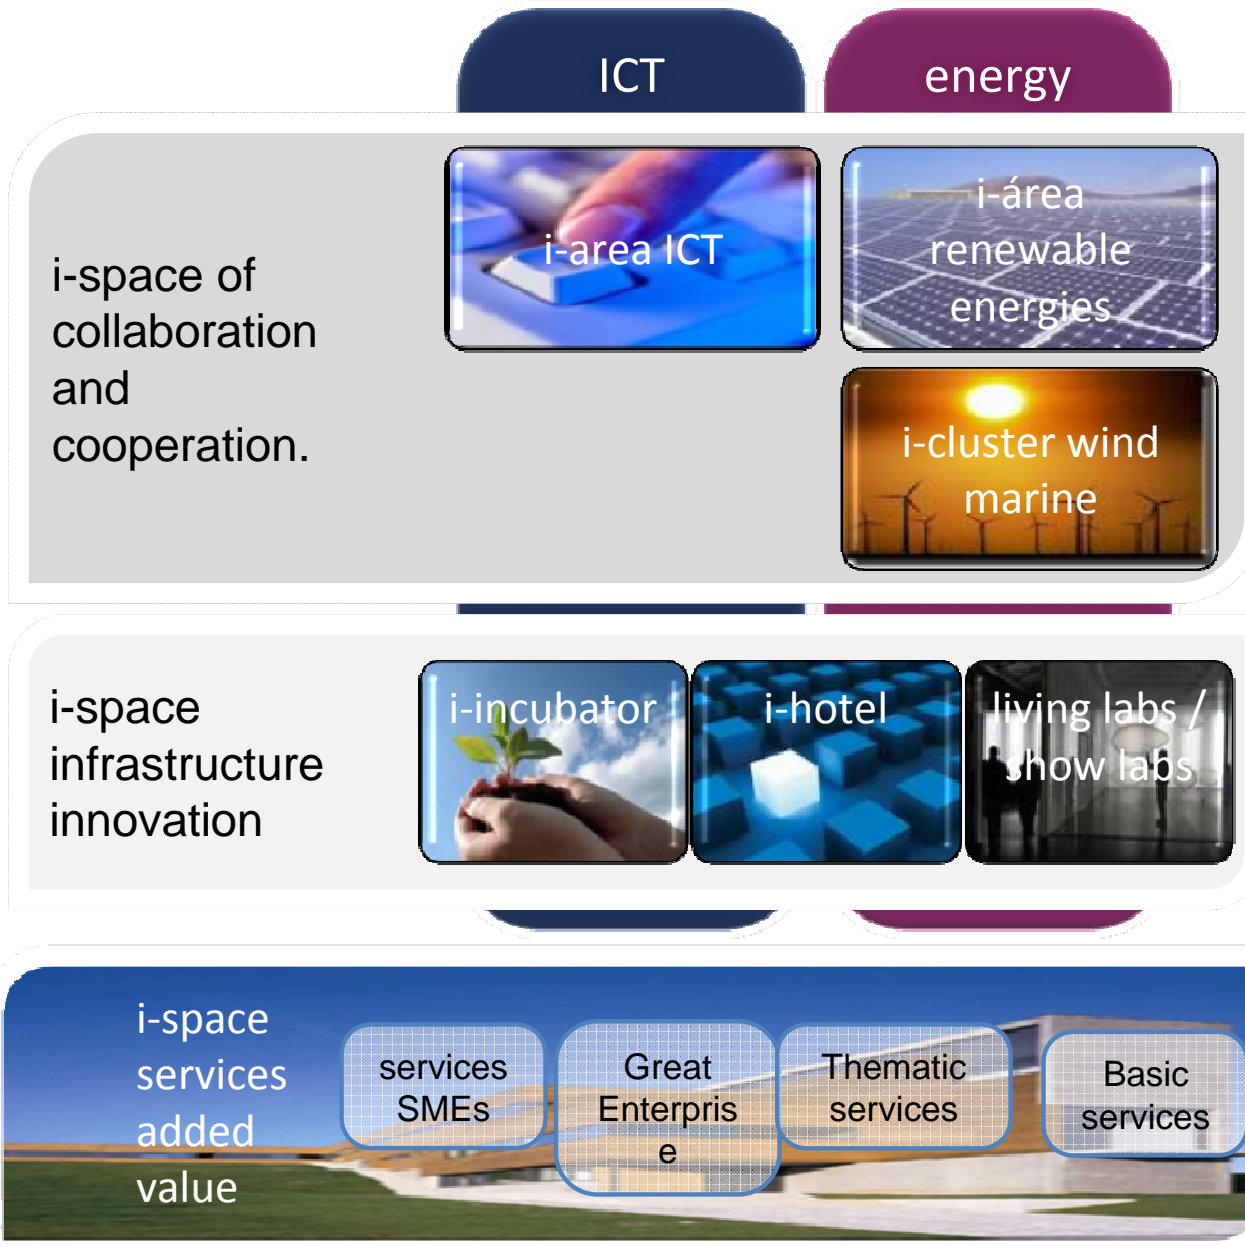 ICT
energy
i-space of
collaboration
and
cooperation.
i-area ICT
i-área
renewable
energies
i-cluster wind
marine
i-space
infrastructure
innovation
i-incubator
i-hotel
living labs /
show labs
i-space
services
added
value
services
SMEs
Great
Enterpris
e
Thematic
services
Basic
services